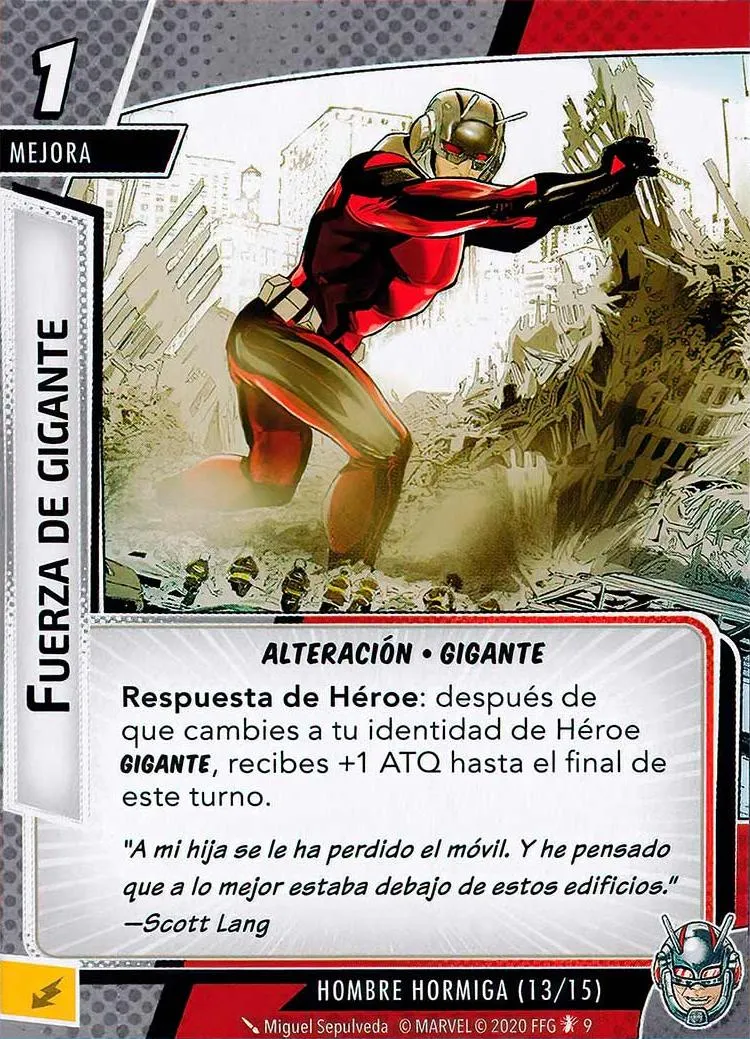 1
MEJORA
FUERZA DE GIGANTE
ALTERACIÓN • GIGANTE
Respuesta de Héroe: después de
que cambies a tu identidad de Héroe
GIGANTE, recibes +1 ATQ hasta el final de
este turno.
"A mi hija se le ha perdido el móvil. Y he pensado
que a lo mejor estaba debajo de estos edificios."
—Scott Lang
HOMBRE HORMIGA (13/15)
Miguel Sepulveda © MARVEL © 2020 FFG 9